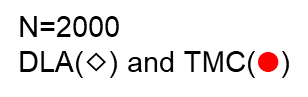 N=2000
DLA(◇) and TMC(●)